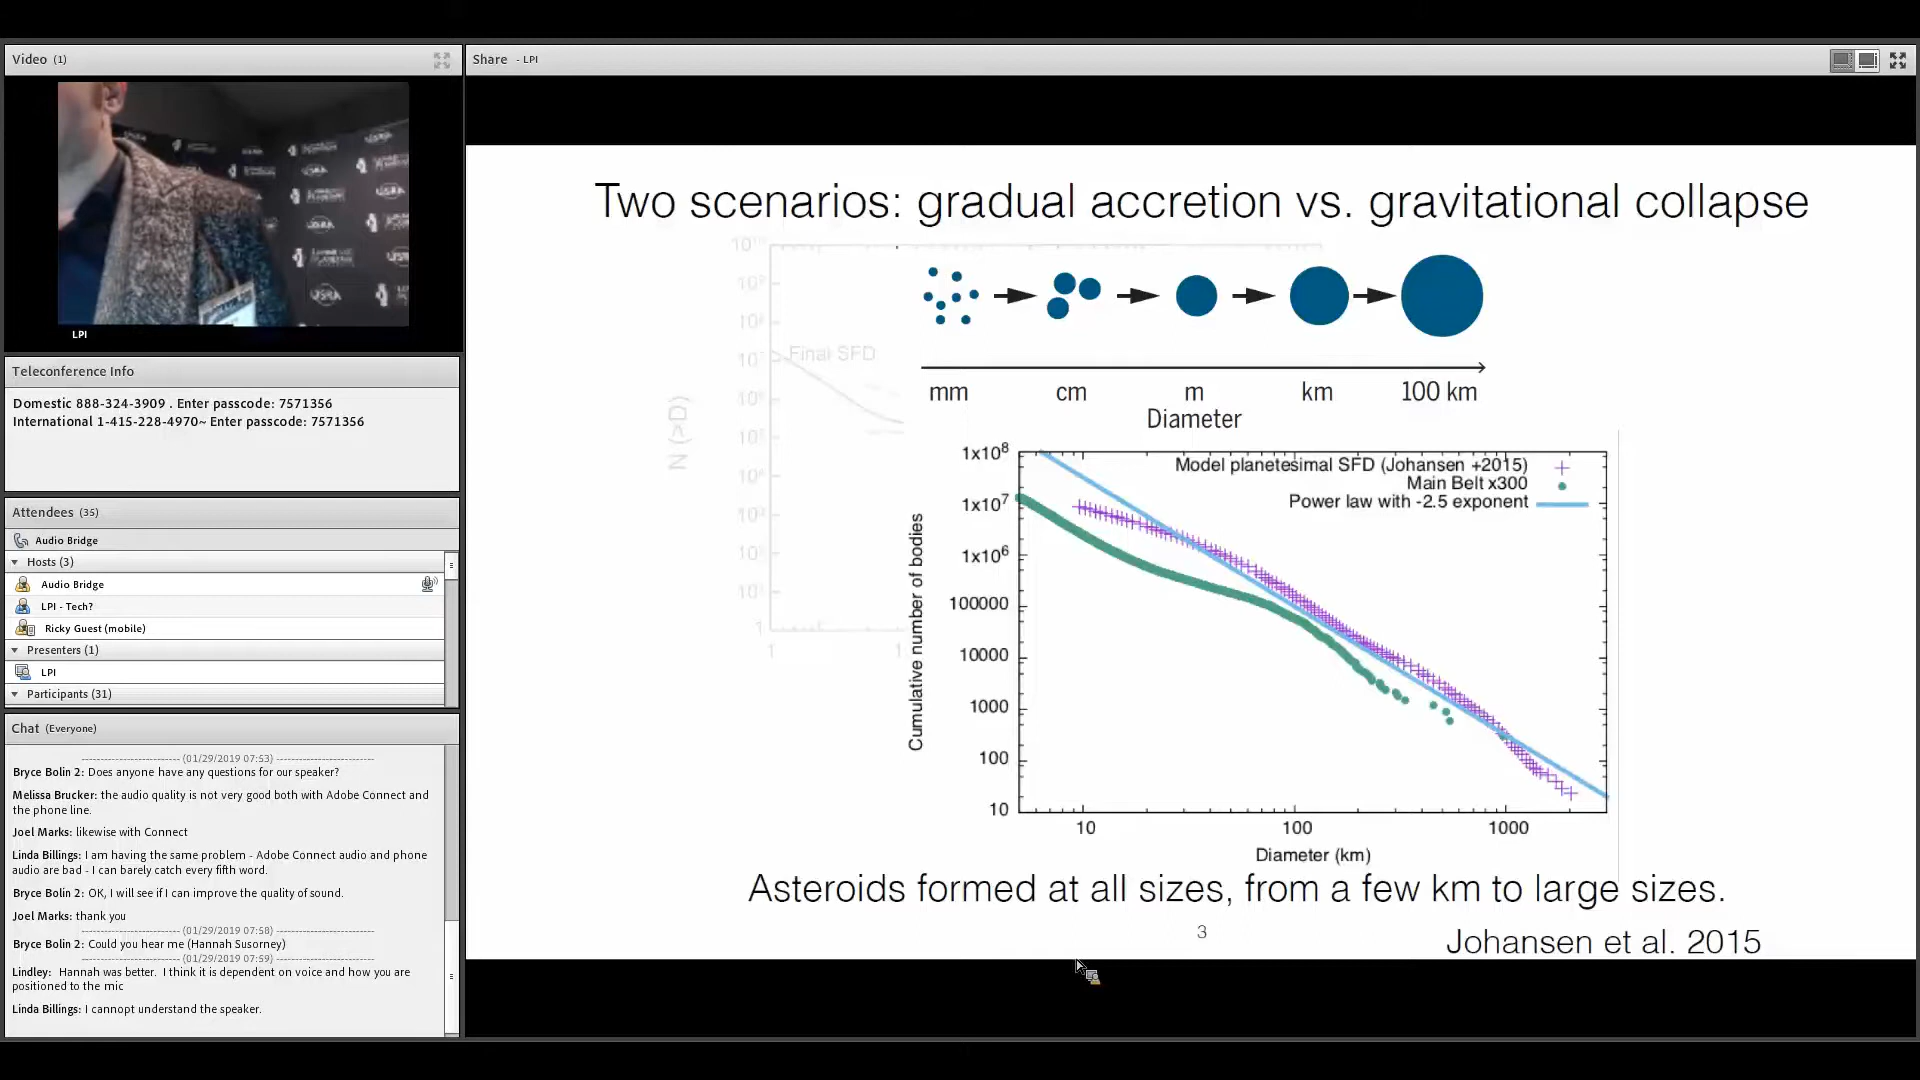 Video (1)
LPI
Teleconference Info
Domestic 888-324-3909 . Enter passcode: 7571356
International 1-415-228-4970~ Enter passcode: 7571356
Attendees (35)
Audio Bridge
Hosts (3)
Audio Bridge
LPI - Tech?
Ricky Guest (mobile)
Presenters (1)
LPI
Participants (31)
Chat (Everyone)
-------------------------- (01/29/2019 07:53) --------------------------
Bryce Bolin 2: Does anyone have any questions for our speaker?
Melissa Brucker: the audio quality is not very good both with Adobe Connect and
the phone line.
Joel Marks: likewise with Connect
Linda Billings: I am having the same problem - Adobe Connect audio and phone
audio are bad - I can barely catch every fifth word.
Bryce Bolin 2: OK, I will see if I can improve the quality of sound.
Joel Marks: thank you
-------------------------- (01/29/2019 07:58) --------------------------
Bryce Bolin 2: Could you hear me (Hannah Susorney)
-------------------------- (01/29/2019 07:59) --------------------------
Lindley: Hannah was better. I think it is dependent on voice and how you are
positioned to the mic
Linda Billings: I cannopt understand the speaker.
Share - LPI
Two scenarios: gradual accretion vs. gravitational collapse
Final SFD
N (>D)
mm cm m km 100 km
Diameter
Model planetesimal SFD (Johansen +2015)
Main Belt x300
Power law with -2.5 exponent
Cumulative number of bodies
1x10⁸
1x10⁷
1x10⁶
100000
10000
1000
100
10
10 100 1000
Diameter (km)
Asteroids formed at all sizes, from a few km to large sizes.
3
Johansen et al. 2015
USRA